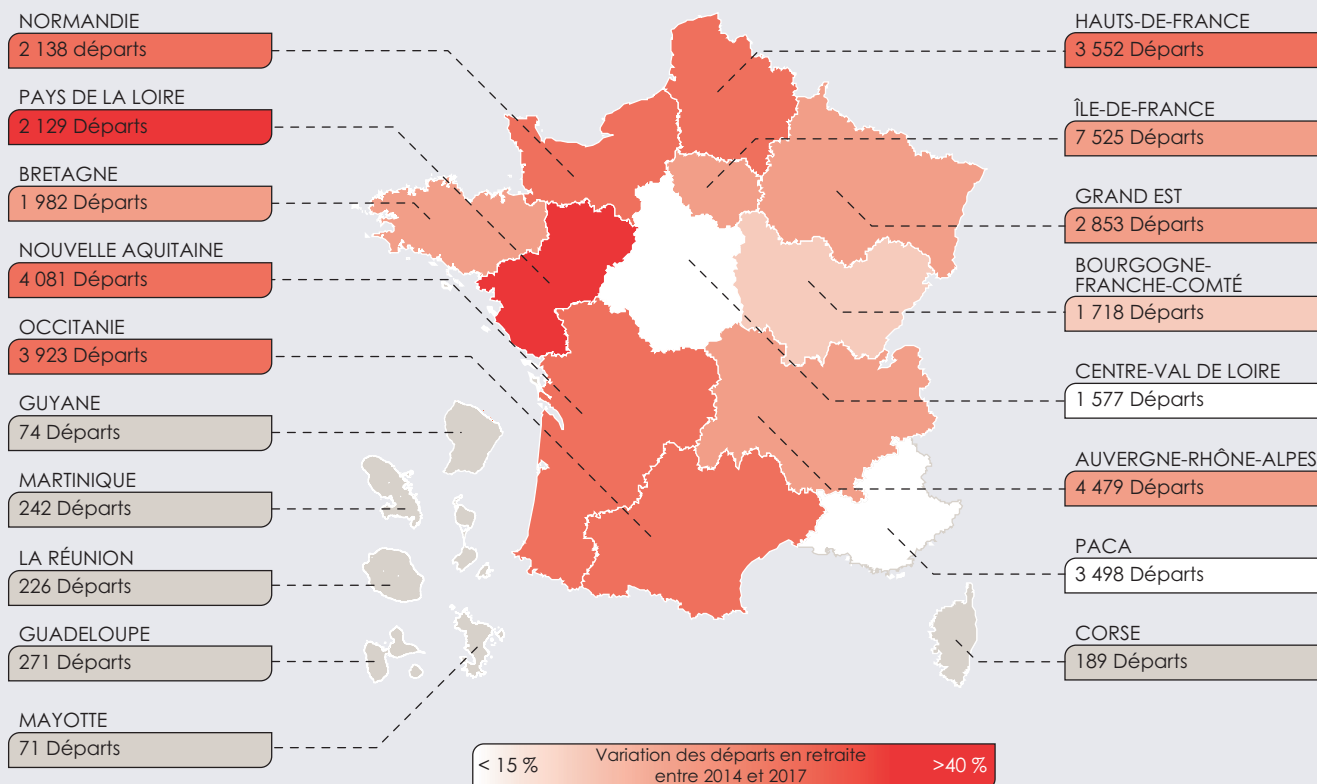 NORMANDIE
2 138 départs
PAYS DE LA LOIRE
2 129 Départs
BRETAGNE
1 982 Départs
NOUVELLE AQUITAINE
4 081 Départs
OCCITANIE
3 923 Départs
GUYANE
74 Départs
MARTINIQUE
242 Départs
LA RÉUNION
226 Départs
GUADELOUPE
271 Départs
MAYOTTE
71 Départs
HAUTS-DE-FRANCE
3 552 Départs
ÎLE-DE-FRANCE
7 525 Départs
GRAND EST
2 853 Départs
BOURGOGNE-
FRANCHE-COMTÉ
1 718 Départs
CENTRE-VAL DE LOIRE
1 577 Départs
AUVERGNE-RHÔNE-ALPES
4 479 Départs
PACA
3 498 Départs
CORSE
189 Départs
< 15 %
Variation des départs en retraite
entre 2014 et 2017
>40 %